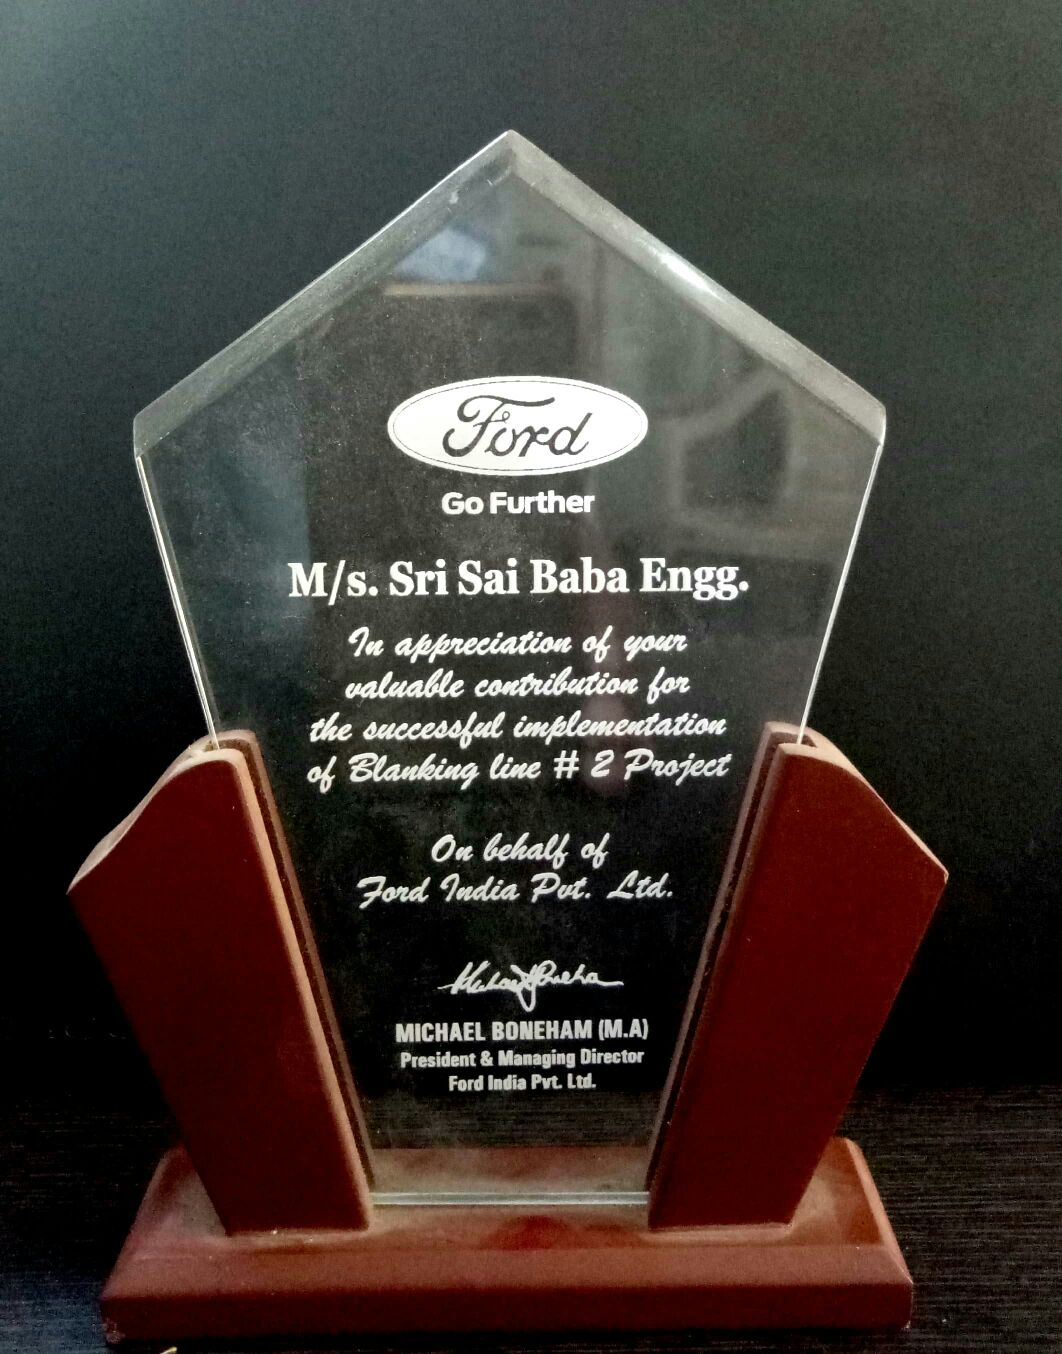 Ford
Go Further
M/s. Sri Sai Baba Engg.
In appreciation of your
valuable contribution for
the successful implementation
of Blanking line # 2 Project
On behalf of
Ford India Pvt. Ltd.
MICHAEL BONEHAM (M.A)
President & Managing Director
Ford India Pvt. Ltd.